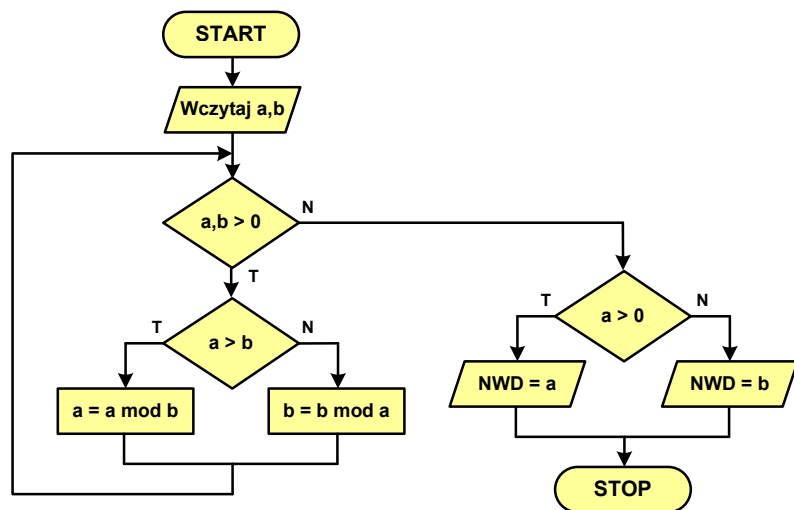 START
Wczytaj a,b
a,b > 0
N
T
a > b
T
N
a = a mod b
b = b mod a
a > 0
T
N
NWD = a
NWD = b
STOP